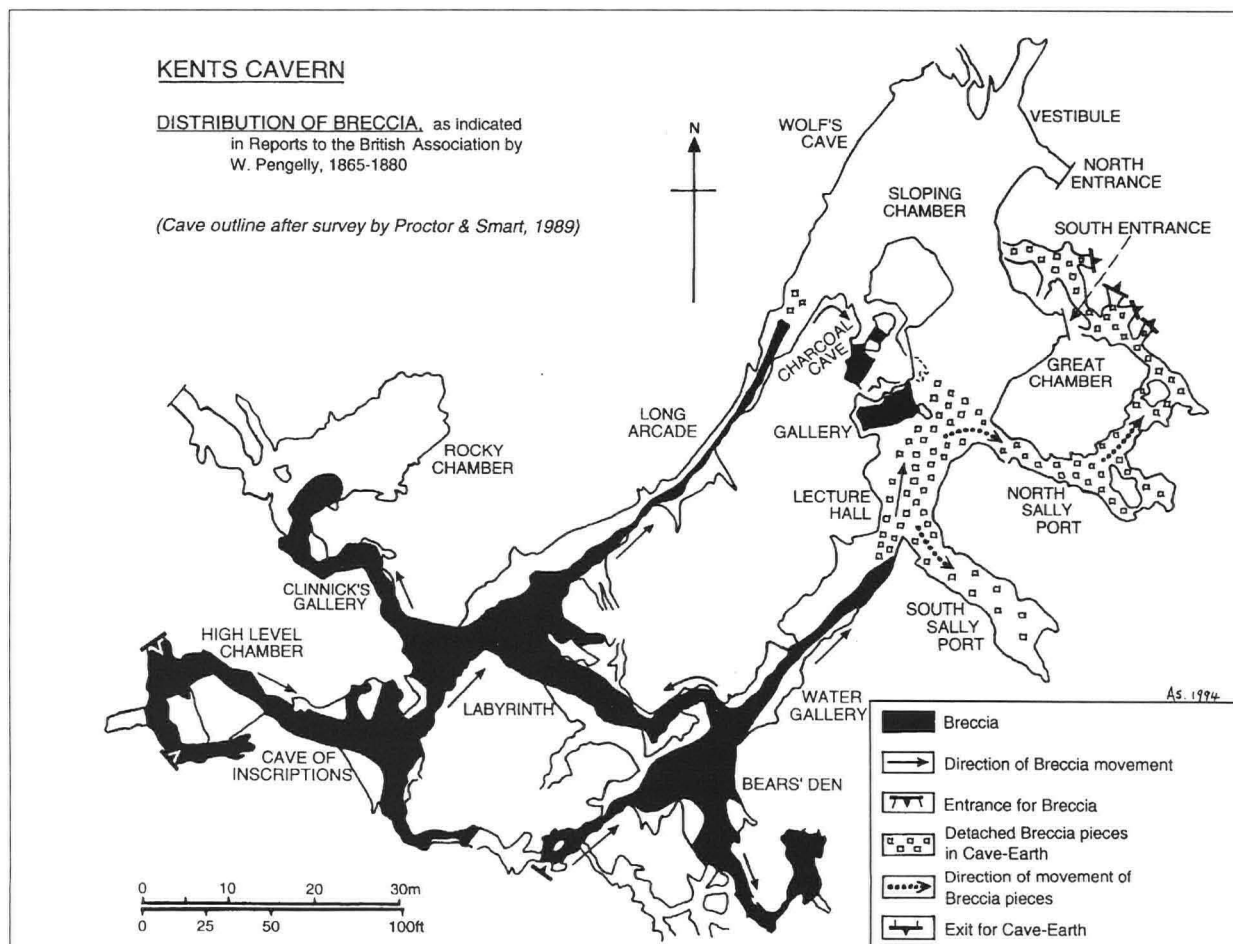 KENTS CAVERN
DISTRIBUTION OF BRECCIA, as indicated
in Reports to the British Association by
W. Pengelly, 1865-1880
(Cave outline after survey by Proctor & Smart, 1989)
N
WOLF'S
CAVE
VESTIBULE
NORTH
ENTRANCE
SLOPING
CHAMBER
SOUTH ENTRANCE
CHARCOAL
CAVE
GREAT
CHAMBER
LONG
ARCADE
GALLERY
ROCKY
CHAMBER
LECTURE
HALL
NORTH
SALLY
PORT
CLINNICK'S
GALLERY
HIGH LEVEL
CHAMBER
SOUTH
SALLY
PORT
LABYRINTH
WATER
GALLERY
CAVE OF
INSCRIPTIONS
BEARS' DEN
0 10 20 30m
0 25 50 100ft
AS. 1994
Breccia
Direction of Breccia movement
Entrance for Breccia
Detached Breccia pieces
in Cave-Earth
Direction of movement of
Breccia pieces
Exit for Cave-Earth